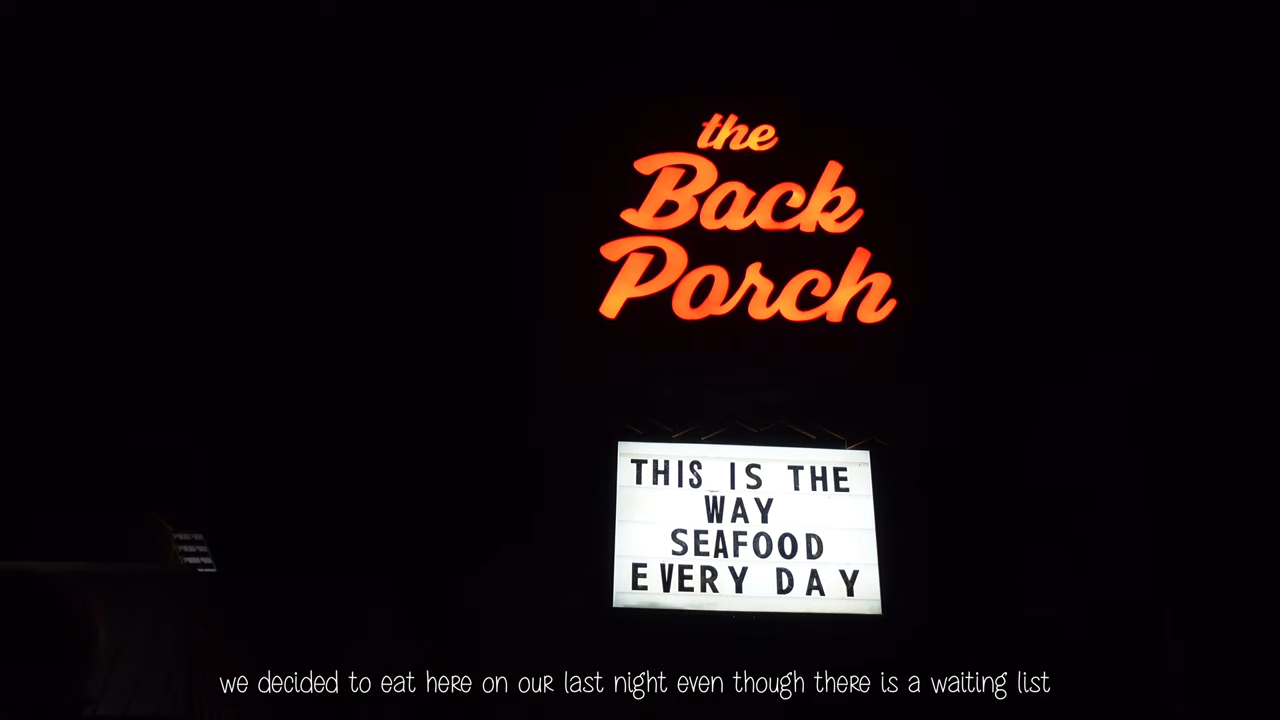 the
Back
Porch
THIS IS THE
WAY
SEAFOOD
EVERY DAY
we decided to eat here on our last night even though there is a waiting list